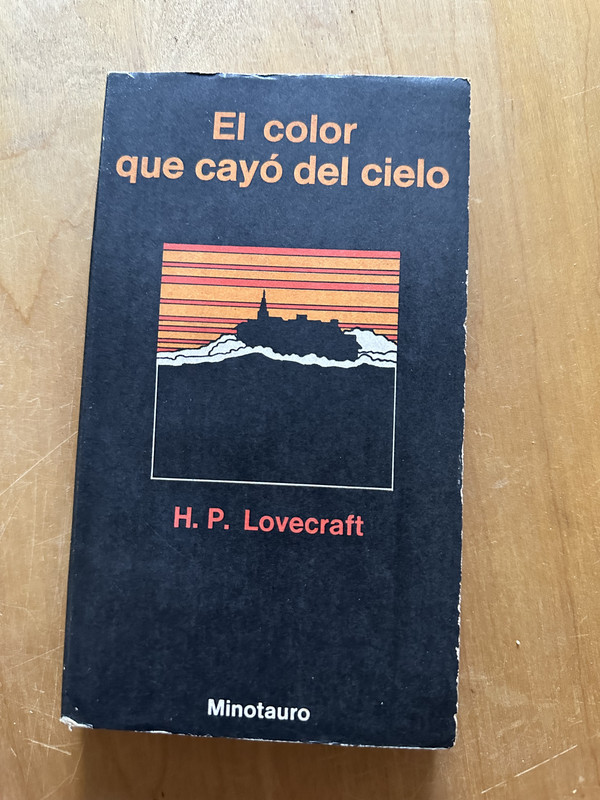 El color
que cayó del cielo
H. P. Lovecraft
Minotauro